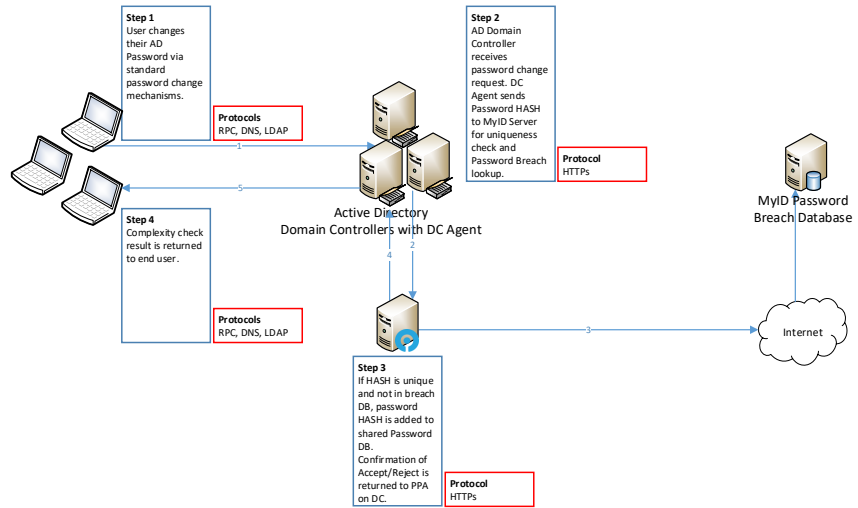 Step 1
User changes
their AD
Password via
standard
password change
mechanisms.
Protocols
RPC, DNS, LDAP
Step 2
AD Domain
Controller
receives
password change
request. DC
Agent sends
Password HASH
to MyID Server
for uniqueness
check and
Password Breach
lookup.
Protocol
HTTPs
1
5
Active Directory
Domain Controllers with DC Agent
MyID Password
Breach Database
Step 4
Complexity check
result is returned
to end user.
Protocols
RPC, DNS, LDAP
4
2
3
Internet
Step 3
If HASH is unique
and not in breach
DB, password
HASH is added to
shared Password
DB.
Confirmation of
Accept/Reject is
returned to PPA
on DC.
Protocol
HTTPs